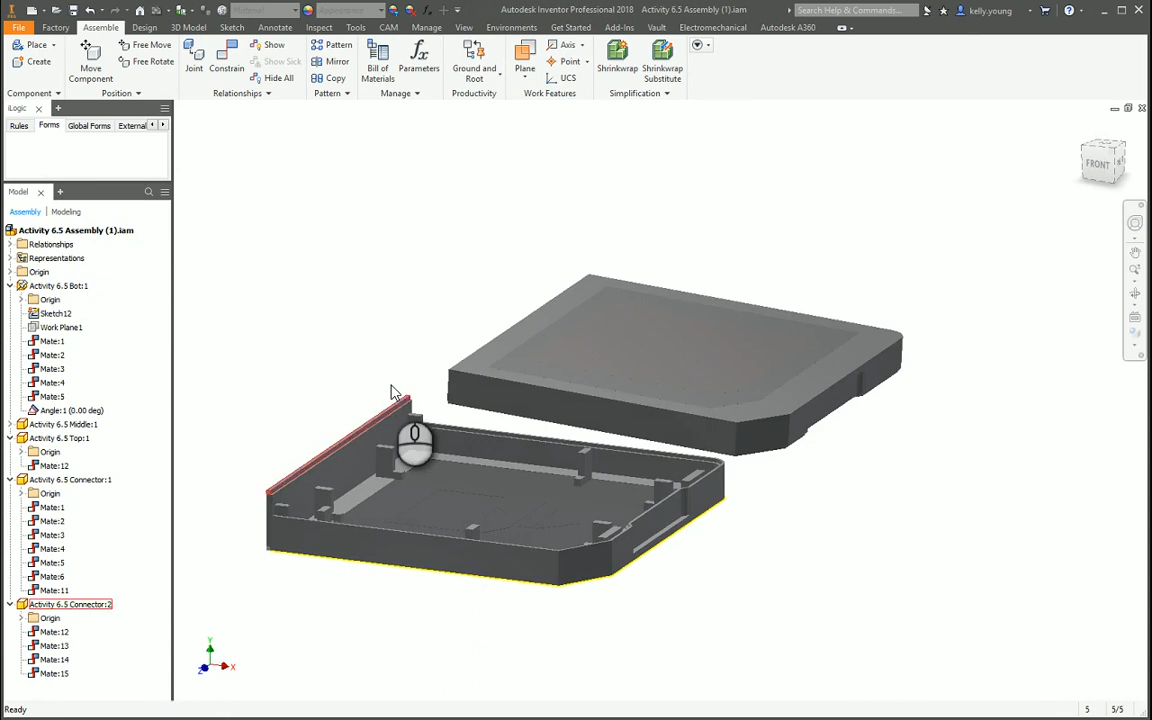 Material
Appearance
Autodesk Inventor Professional 2018 Activity 6.5 Assembly (1).iam
Search Help & Commands...
kelly.young
File Factory Assemble Design 3D Model Sketch Annotate Inspect Tools CAM Manage View Environments Get Started Add-Ins Vault Electromechanical Autodesk A360
Place
Create
Component
Move
Component
Free Move
Free Rotate
Position
Joint
Constrain
Show
Show Sick
Hide All
Relationships
Pattern
Mirror
Copy
Pattern
Bill of
Materials
Parameters
Manage
Ground and
Root
Productivity
Plane
Axis
Point
UCS
Work Features
Shrinkwrap
Shrinkwrap
Substitute
Simplification
iLogic
Rules Forms Global Forms External
Model
Assembly Modeling
Activity 6.5 Assembly (1).iam
Relationships
Representations
Origin
Activity 6.5 Bot:1
Origin
Sketch12
Work Plane1
Mate:1
Mate:2
Mate:3
Mate:4
Mate:5
Angle:1 (0.00 deg)
Activity 6.5 Middle:1
Activity 6.5 Top:1
Origin
Mate:12
Activity 6.5 Connector:1
Origin
Mate:1
Mate:2
Mate:3
Mate:4
Mate:5
Mate:6
Mate:11
Activity 6.5 Connector:2
Origin
Mate:12
Mate:13
Mate:14
Mate:15
FRONT
Y
X
Z
Ready
5 5/5